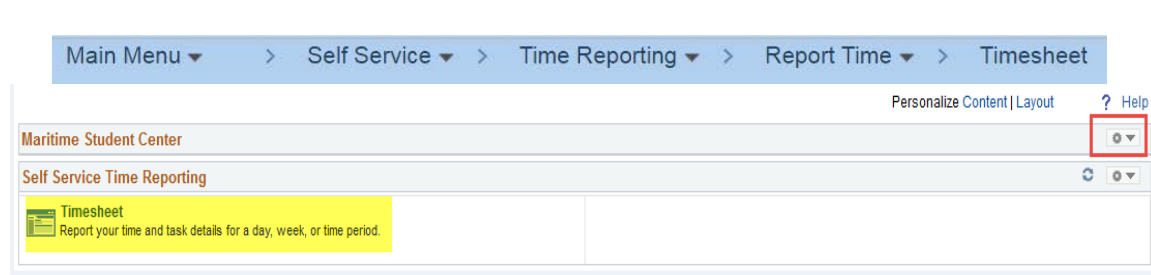 Main Menu > Self Service > Time Reporting > Report Time > Timesheet
Personalize Content | Layout ? Help
Maritime Student Center
Self Service Time Reporting
Timesheet
Report your time and task details for a day, week, or time period.